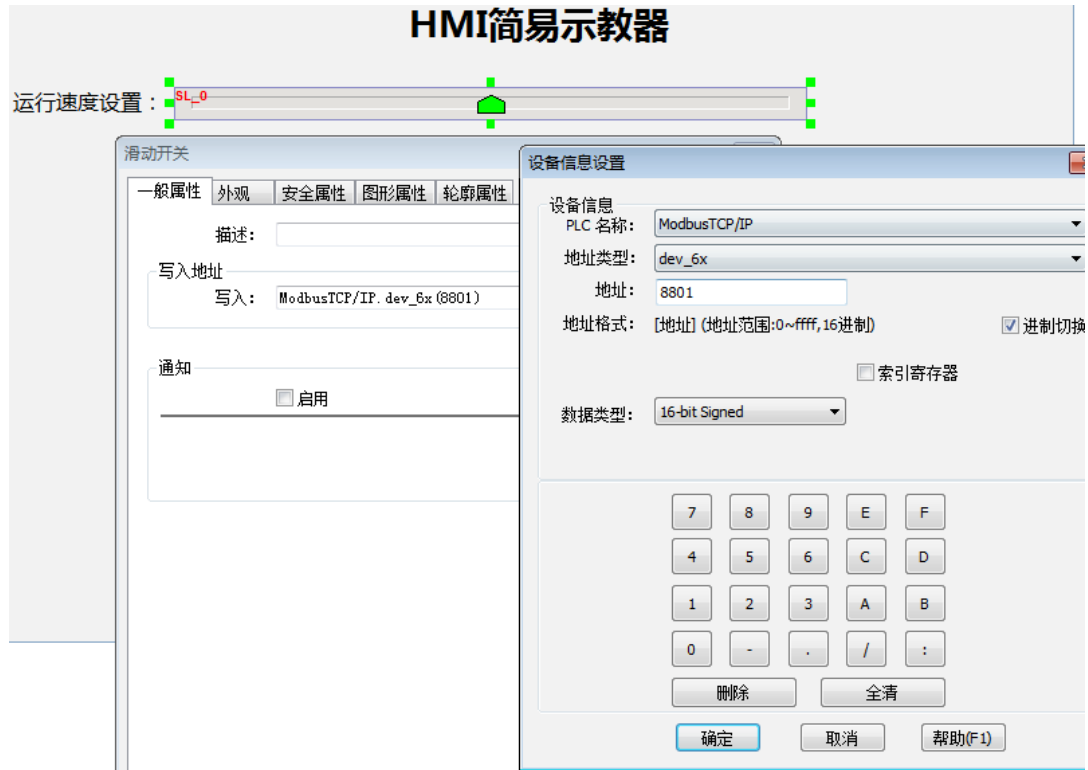 HMI简易示教器
运行速度设置：
SL_0
滑动开关
一般属性 外观 安全属性 图形属性 轮廓属性
描述：
写入地址
写入： ModbusTCP/IP.dev_6x(8801)
通知
启用
设备信息设置
设备信息
PLC 名称： ModbusTCP/IP
地址类型： dev_6x
地址： 8801
地址格式： [地址] (地址范围:0~ffff,16进制) 进制切换
索引寄存器
数据类型： 16-bit Signed
7 8 9 E F
4 5 6 C D
1 2 3 A B
0 - . / :
删除 全清
确定 取消 帮助(F1)